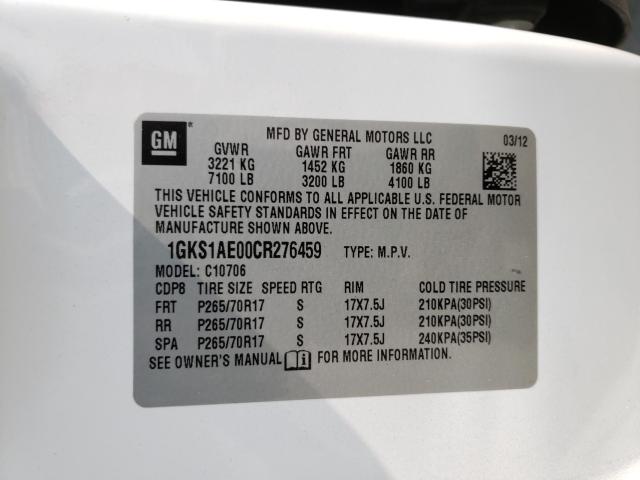 GM ®
MFD BY GENERAL MOTORS LLC 03/12
GVWR GAWR FRT GAWR RR
3221 KG 1452 KG 1860 KG
7100 LB 3200 LB 4100 LB
THIS VEHICLE CONFORMS TO ALL APPLICABLE U.S. FEDERAL MOTOR
VEHICLE SAFETY STANDARDS IN EFFECT ON THE DATE OF
MANUFACTURE SHOWN ABOVE.
1GKS1AE00CR276459 TYPE: M.P.V.
MODEL: C10706
CDP8 TIRE SIZE SPEED RTG RIM COLD TIRE PRESSURE
FRT P265/70R17 S 17X7.5J 210KPA(30PSI)
RR P265/70R17 S 17X7.5J 210KPA(30PSI)
SPA P265/70R17 S 17X7.5J 240KPA(35PSI)
SEE OWNER'S MANUAL i FOR MORE INFORMATION.